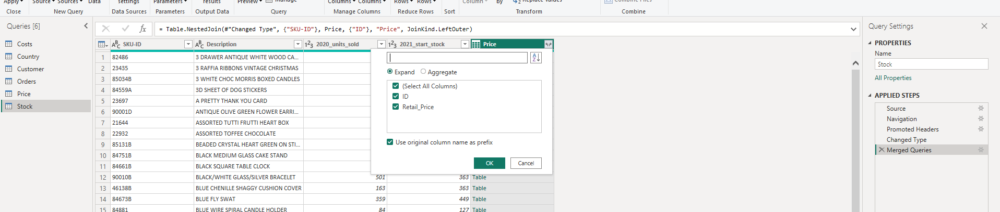 Apply Sources Sources Data settings Parameters results Preview Manage Columns Columns Rows Rows Column By Replace Values Combine Files
Close New Query Data Sources Parameters Output Data Query Manage Columns Reduce Rows Sort Transform Combine
Queries [6]
Costs
Country
Customer
Orders
Price
Stock
fx = Table.NestedJoin(#"Changed Type", {"SKU-ID"}, Price, {"ID"}, "Price", JoinKind.LeftOuter)
ABC SKU-ID ABC Description 123 2020_units_sold 123 2021_start_stock Price
1 82486 3 DRAWER ANTIQUE WHITE WOOD CA...
2 23435 3 RAFFIA RIBBONS VINTAGE CHRISTMAS
3 85034B 3 WHITE CHOC MORRIS BOXED CANDLES
4 84559A 3D SHEET OF DOG STICKERS
5 23697 A PRETTY THANK YOU CARD
6 90001D ANTIQUE OLIVE GREEN FLOWER EARRI...
7 21644 ASSORTED TUTTI FRUTTI HEART BOX
8 22932 ASSORTED TOFFEE CHOCOLATE
9 85131B BEADED CRYSTAL HEART GREEN ON STI...
10 84751B BLACK MEDIUM GLASS CAKE STAND
11 84661B BLACK SQUARE TABLE CLOCK
12 90010B BLACK/WHITE GLASS/SILVER BRACELET 501 363 Table
13 46138B BLUE CHENILLE SHAGGY CUSHION COVER 163 363 Table
14 84673B BLUE FLY SWAT 359 449 Table
15 84881 BLUE WIRE SPIRAL CANDLE HOLDER 84 127 Table
AZ
Expand Aggregate
(Select All Columns)
ID
Retail_Price
Use original column name as prefix
OK Cancel
Query Settings
PROPERTIES
Name
Stock
All Properties
APPLIED STEPS
Source
Navigation
Promoted Headers
Changed Type
Merged Queries